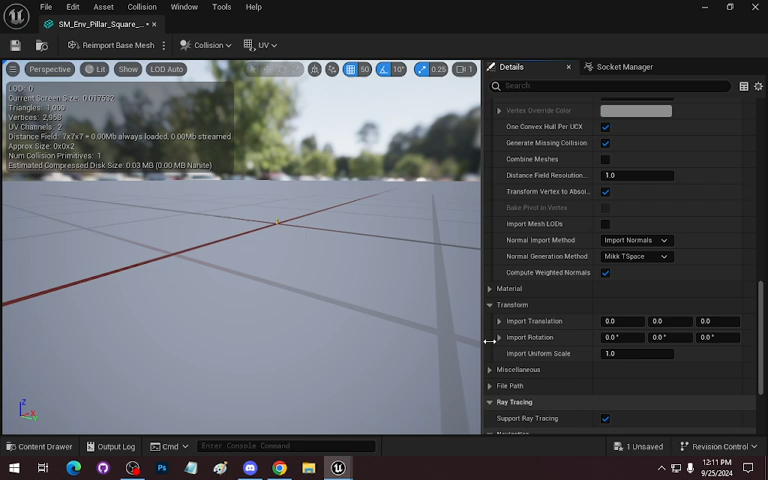 File Edit Asset Window Tools Help
SM_Env_Pillar_Square_...•
Reimport Base Mesh Collision UV
Perspective Lit Show LOD Auto 50 10° 0.25 1
LOD: 0
Current Screen Size: 0.017532
Triangles: 1,000
Vertices: 2,958
UV Channels: 2
Distance Field: 7x7x7 = 0.00Mb always loaded, 0.00Mb streamed
Approx Size: 0x0x2
Num Collision Primitives: 1
Estimated Compressed Disk Size: 0.03 MB (0.00 MB Nanite)
Z
X
Y
Details Socket Manager
Search
Vertex Override Color
One Convex Hull Per UCX
Generate Missing Collision
Combine Meshes
Distance Field Resolution... 1.0
Transform Vertex to Absol...
Bake Pivot in Vertex
Import Mesh LODs
Normal Import Method Import Normals
Normal Generation Method Mikk TSpace
Compute Weighted Normals
Material
Transform
Import Translation 0.0 0.0 0.0
Import Rotation 0.0 ° 0.0 ° 0.0 °
Import Uniform Scale 1.0
Miscellaneous
File Path
Ray Tracing
Support Ray Tracing
Content Drawer Output Log Cmd Enter Console Command 1 Unsaved Revision Control
Ps
12:11 PM
9/25/2024